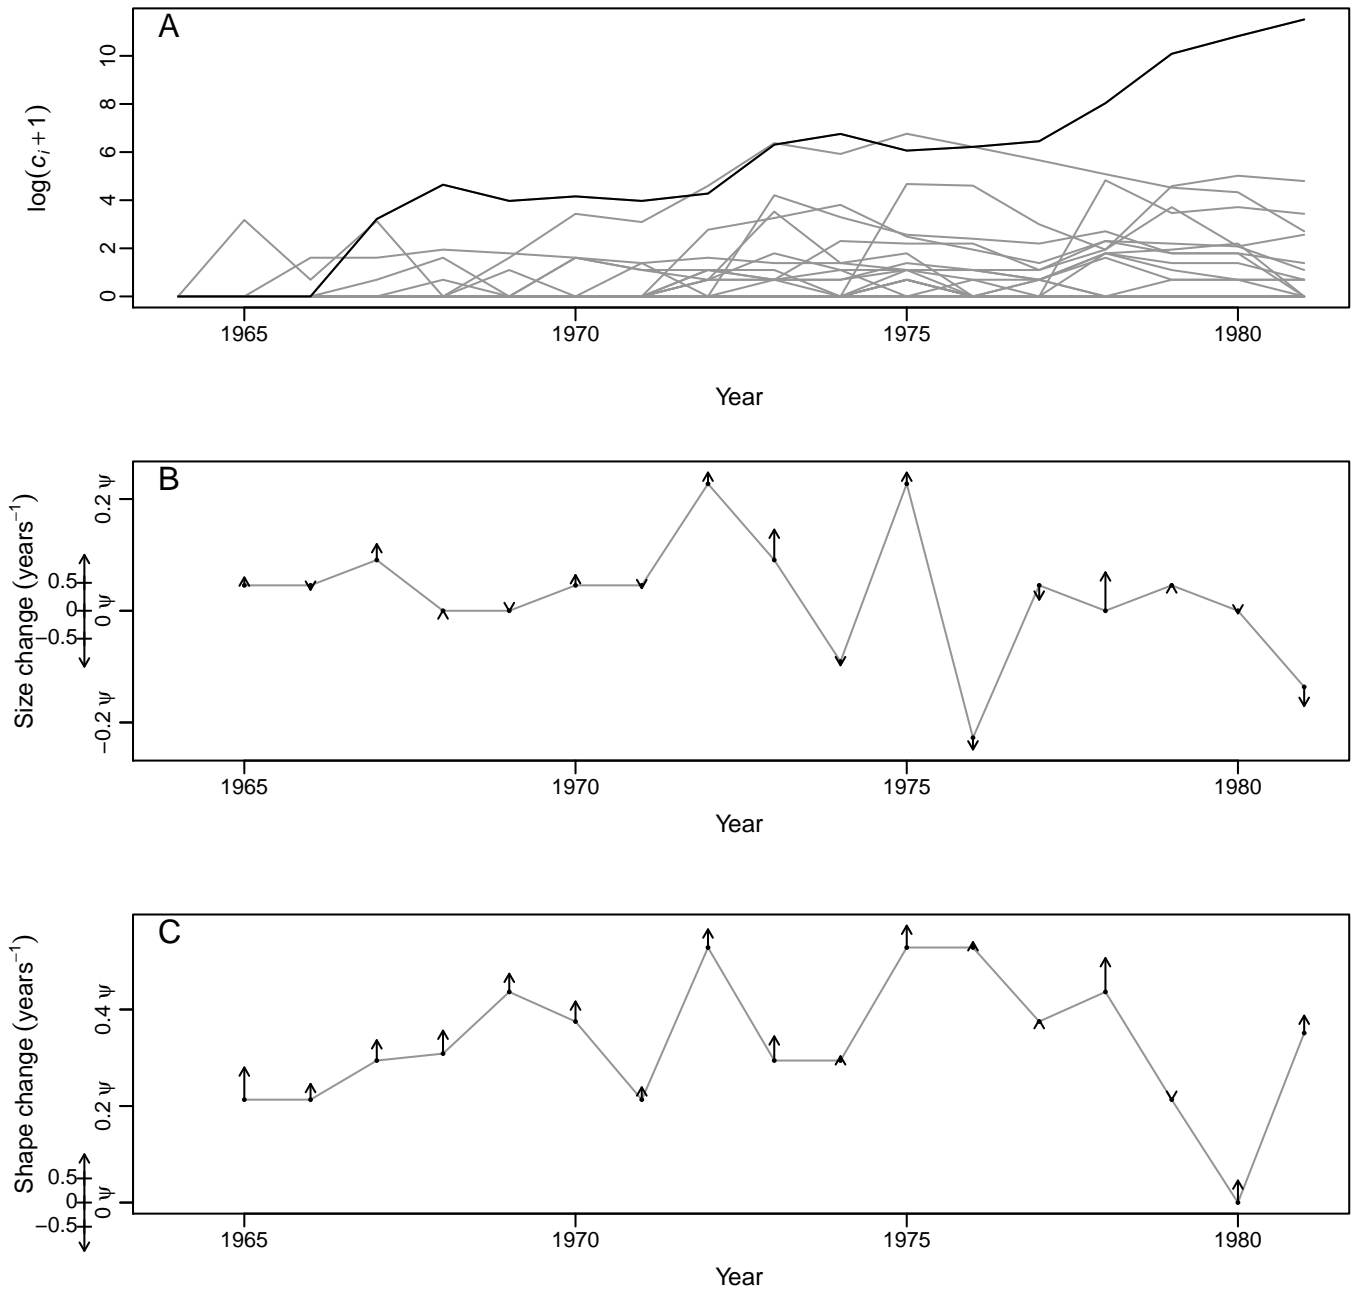 A
log(cᵢ + 1)
10
8
6
4
2
0
1965 1970 1975 1980
Year
B
Size change (years⁻¹)
0.5
0
−0.5
0.2 ψ
0 ψ
−0.2 ψ
1965 1970 1975 1980
Year
C
Shape change (years⁻¹)
0.5
0
−0.5
0.4 ψ
0.2 ψ
0 ψ
1965 1970 1975 1980
Year